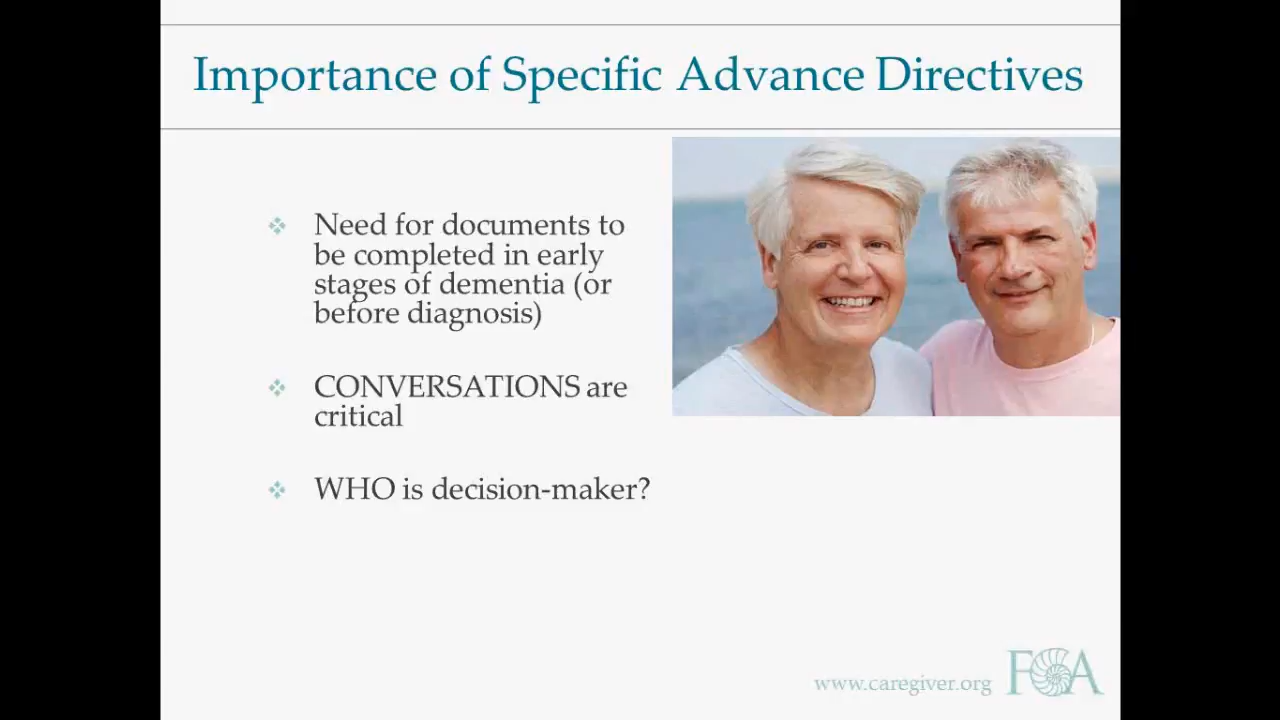 Importance of Specific Advance Directives
Need for documents to
be completed in early
stages of dementia (or
before diagnosis)
CONVERSATIONS are
critical
WHO is decision-maker?
www.caregiver.org
FCA